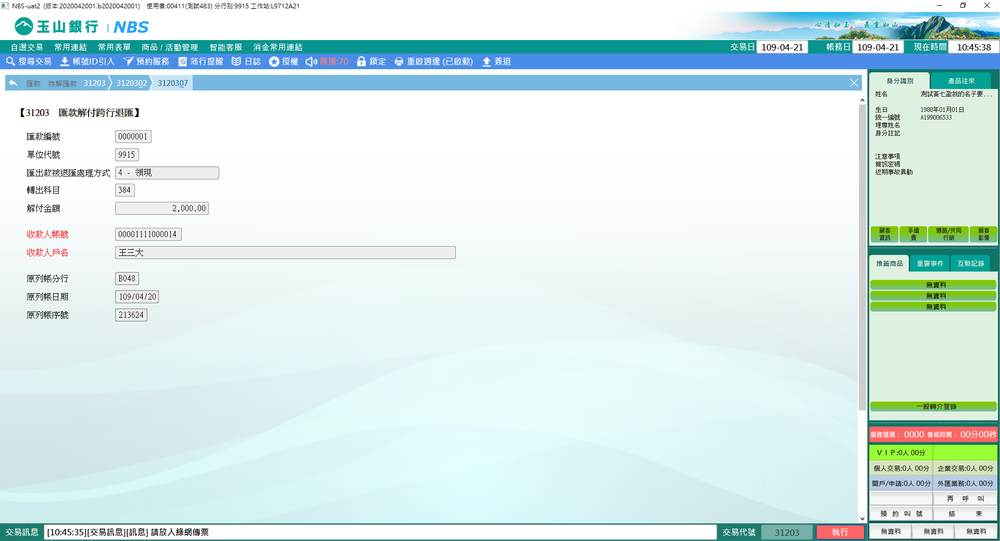 NBS-uat2 (版本:2020042001.b2020042001) 使用者:00411(測試483) 分行別:9915 工作站:L9712A21
玉山銀行 | NBS
心清如玉。義重如山。
自選交易 常用連結 常用表單 商品 / 活動管理 智能客服 消金常用連結 交易日 109-04-21 帳務日 109-04-21 現在時間 10:45:38
搜尋交易 帳號ID引入 預約服務 蒞行提醒 日誌 授權 廣播:70 鎖定 重啟週邊 (已啟動) 簽退
匯款 待解匯款 31203 3120302 3120307
【31203 匯款解付跨行退匯】
匯款編號 0000001
單位代號 9915
匯出款被退匯處理方式 4 - 領現
轉出科目 384
解付金額 2,000.00
收款人帳號 00001111000014
收款人戶名 王三大
原列帳分行 B048
原列帳日期 109/04/20
原列帳序號 213624
身分識別 產品往來
姓名 測試黃七盈我的名子要...
生日 1988年01月01日
統一編號 A199006533
理專姓名
身分註記
注意事項
簡訊密碼
近期事故異動
顧客資訊 手續費 通路/共同行銷 顧客影像
推薦商品 重要事件 互動記錄
無資料
無資料
無資料
一般轉介登錄
服務號碼： 0000 等候時間： 00分00秒
ＶＩＰ:0人 00分
個人交易:0人 00分 企業交易:0人 00分
開戶/申請:0人 00分 外匯業務:0人 00分
再 呼 叫
預 約 叫 號 結 束
無資料 無資料 無資料
交易訊息 [10:45:35][交易訊息][訊息] 請放入綠網傳票 交易代號 31203 執行